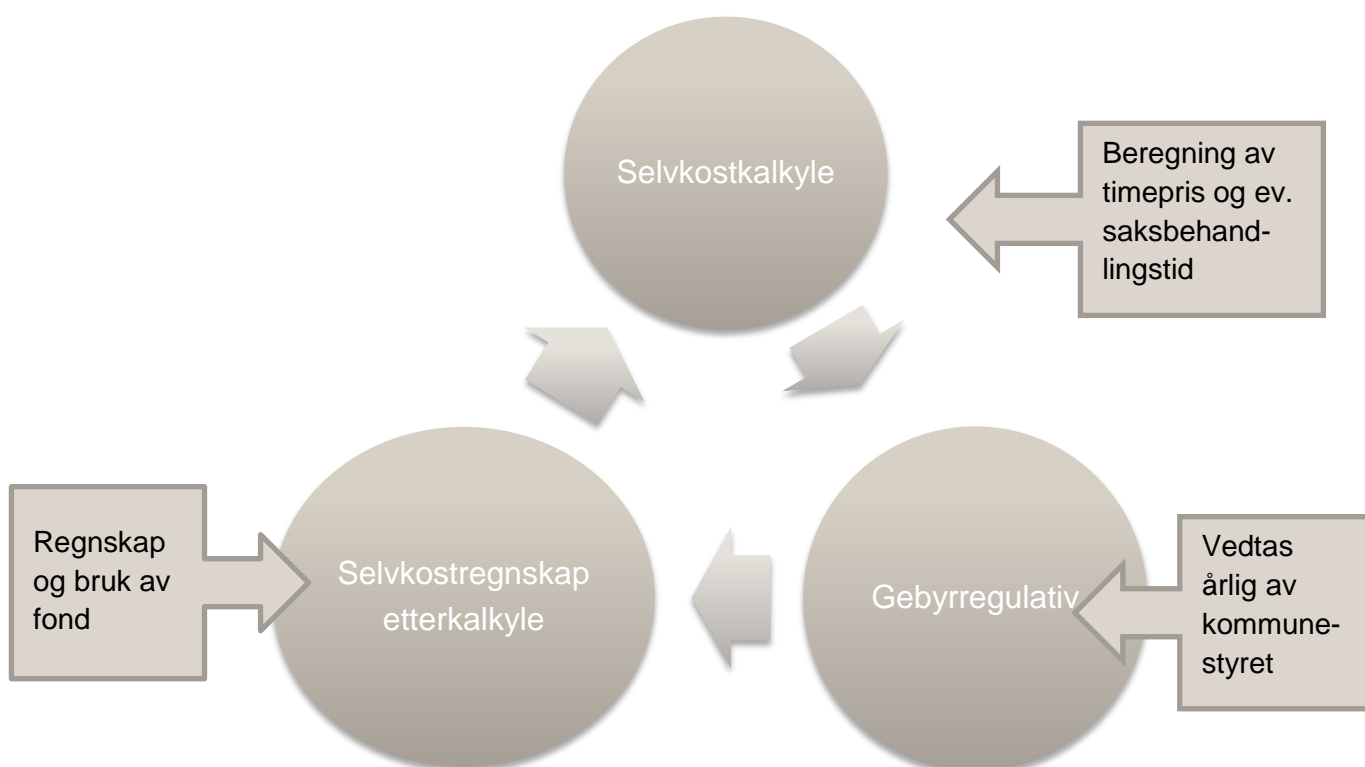 Selvkostkalkyle
Beregning av
timepris og ev.
saksbehand-
lingstid
Regnskap
og bruk av
fond
Selvkostregnskap
etterkalkyle
Gebyrregulativ
Vedtas
årlig av
kommune-
styret